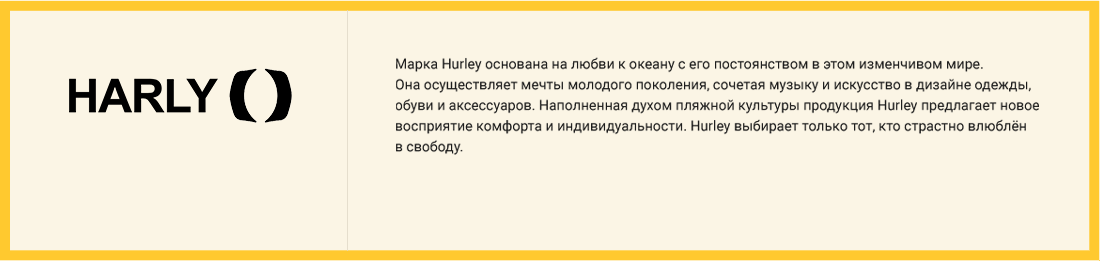 HARLY
Марка Hurley основана на любви к океану с его постоянством в этом изменчивом мире.
Она осуществляет мечты молодого поколения, сочетая музыку и искусство в дизайне одежды,
обуви и аксессуаров. Наполненная духом пляжной культуры продукция Hurley предлагает новое
восприятие комфорта и индивидуальности. Hurley выбирает только тот, кто страстно влюблён
в свободу.